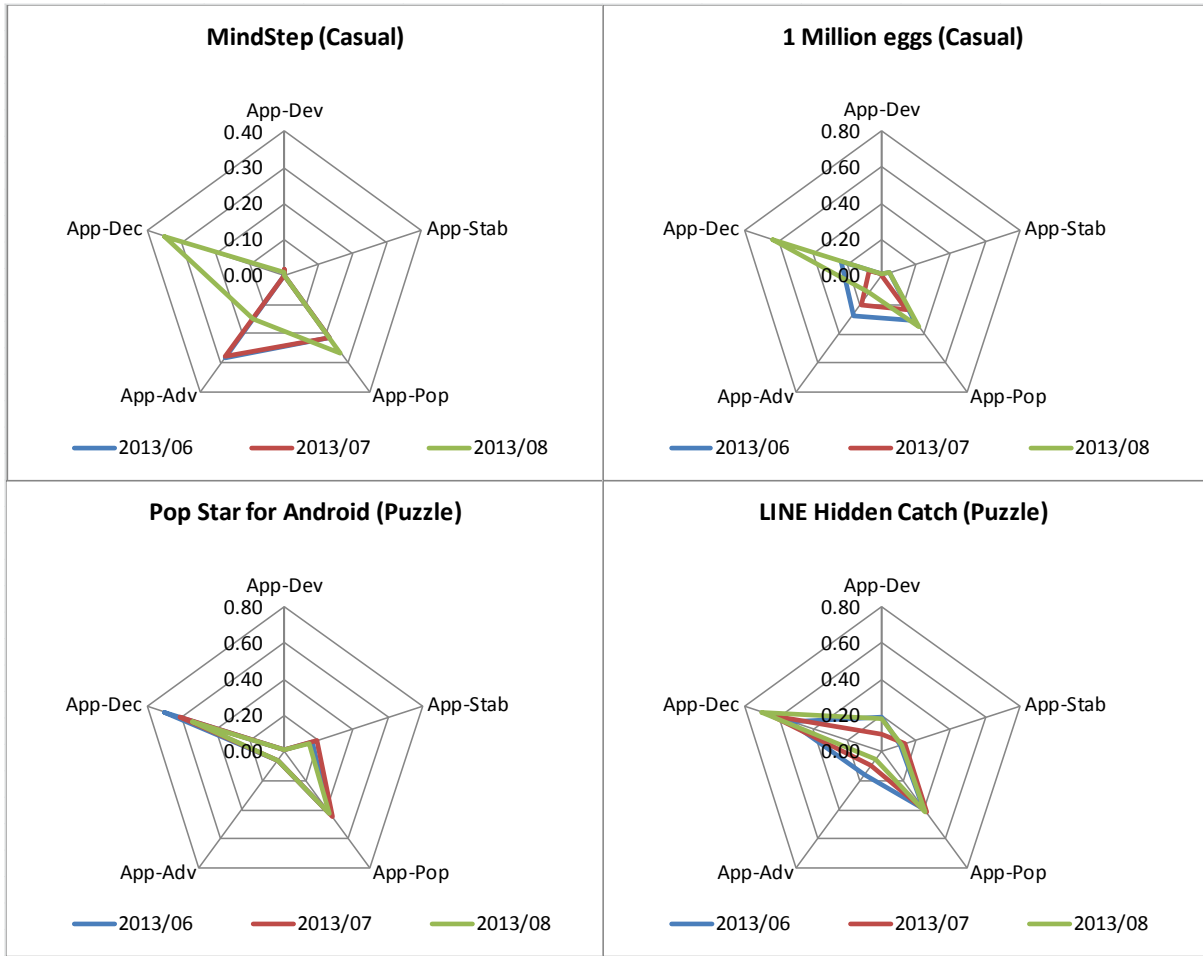 MindStep (Casual)
App-Dev
0.40
0.30
0.20
0.10
0.00
App-Stab
App-Pop
App-Adv
App-Dec
2013/06 2013/07 2013/08
1 Million eggs (Casual)
App-Dev
0.80
0.60
0.40
0.20
0.00
App-Stab
App-Pop
App-Adv
App-Dec
2013/06 2013/07 2013/08
Pop Star for Android (Puzzle)
App-Dev
0.80
0.60
0.40
0.20
0.00
App-Stab
App-Pop
App-Adv
App-Dec
2013/06 2013/07 2013/08
LINE Hidden Catch (Puzzle)
App-Dev
0.80
0.60
0.40
0.20
0.00
App-Stab
App-Pop
App-Adv
App-Dec
2013/06 2013/07 2013/08